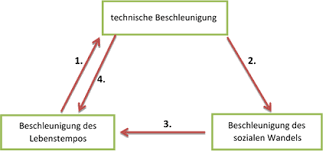 technische Beschleunigung
1.
2.
4.
3.
Beschleunigung des
Lebenstempos
Beschleunigung des
sozialen Wandels